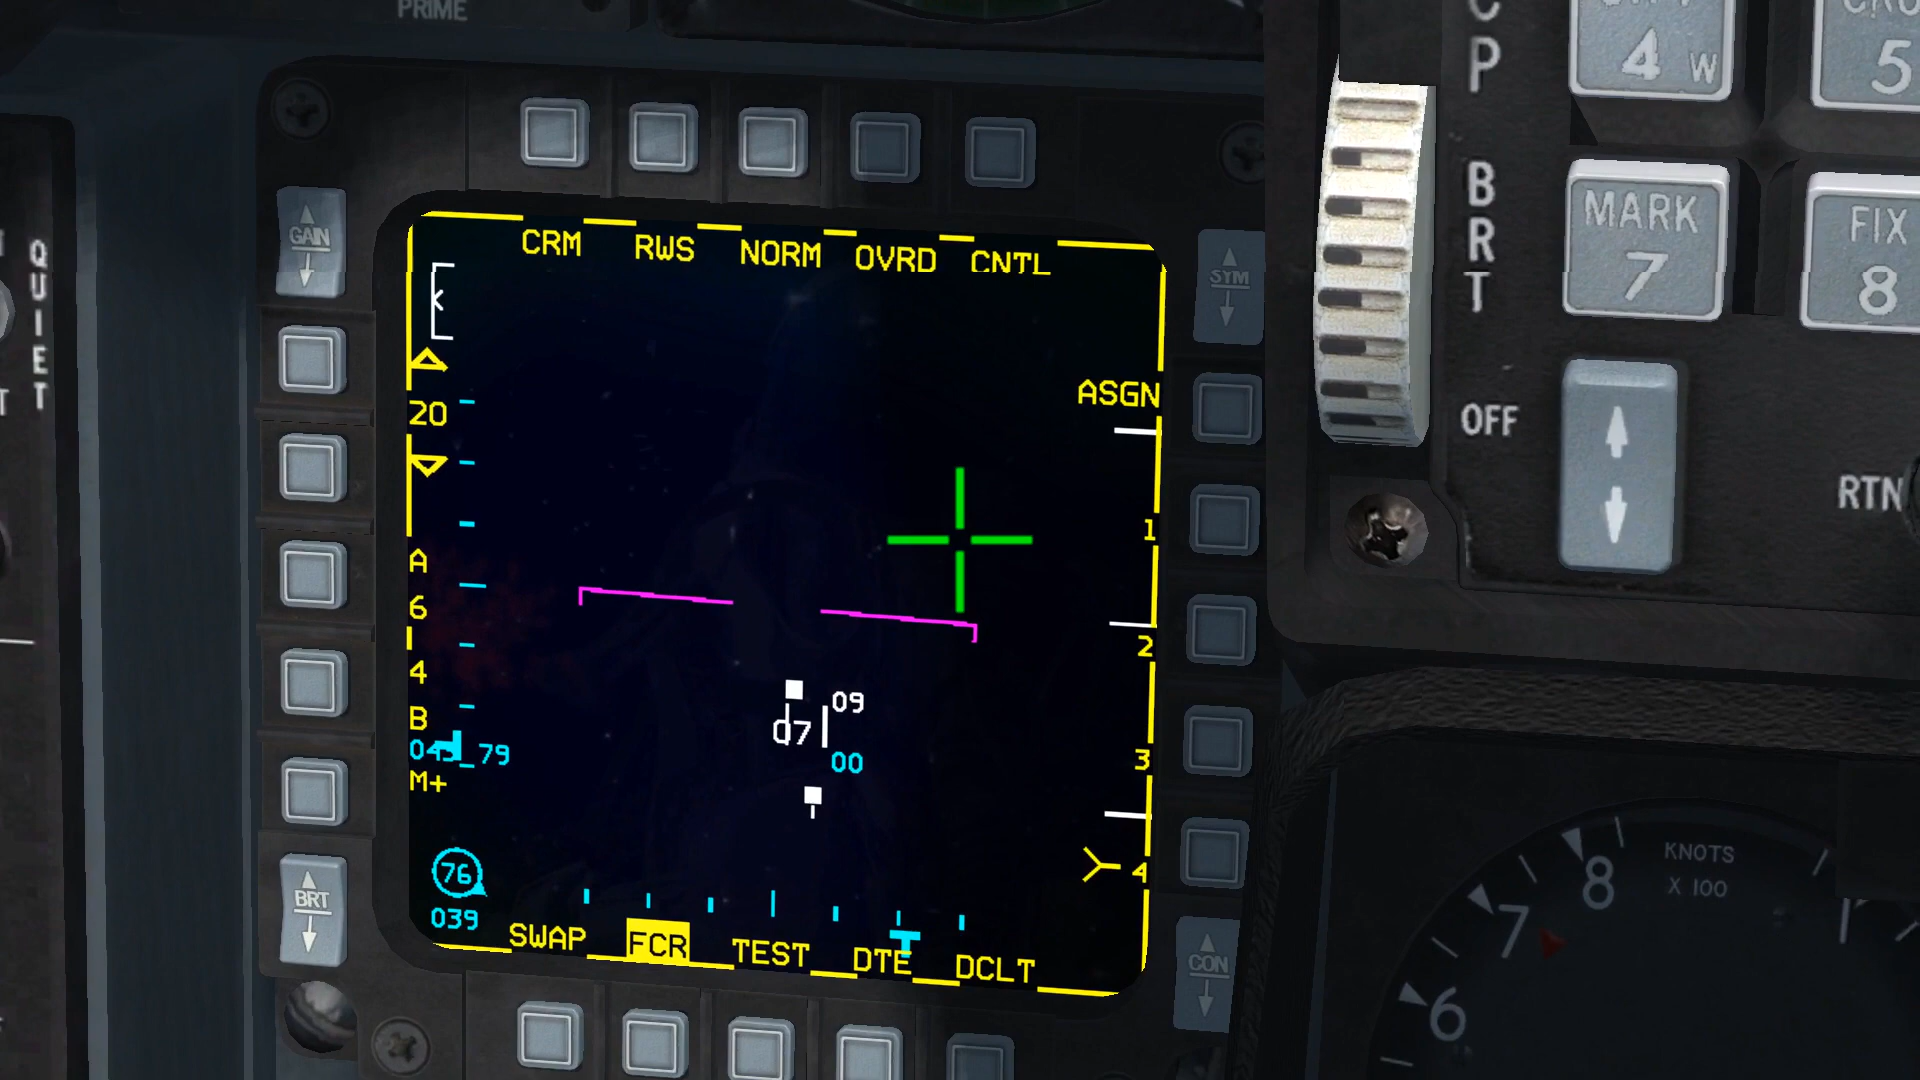 PRIME
4 W
5
C
P
BRT
MARK
7
FIX
8
OFF
RTN
QUIET
T
GAIN
SYM
BRT
CON
CRM RWS NORM OVRD CNTL
20
ASGN
1
A
6
4
B
2
09
d7
00
3
79
M+
76
039
4
SWAP FCR TEST DTE DCLT
KNOTS
X 100
8
7
6
1